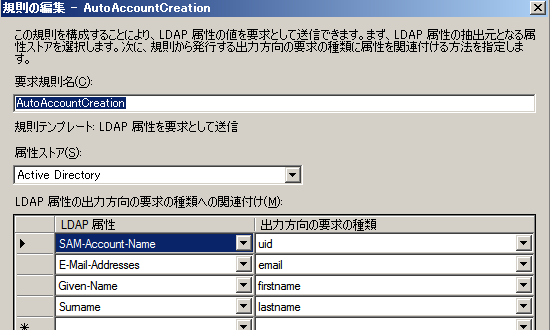 規則の編集 - AutoAccountCreation
この規則を構成することにより、LDAP 属性の値を要求として送信できます。まず、LDAP 属性の抽出元となる属
性ストアを選択します。次に、規則から発行する出力方向の要求の種類に属性を関連付ける方法を指定しま
す。
要求規則名(C):
AutoAccountCreation
規則テンプレート: LDAP 属性を要求として送信
属性ストア(S):
Active Directory
LDAP 属性の出力方向の要求の種類への関連付け(M):
LDAP 属性 出力方向の要求の種類
SAM-Account-Name uid
E-Mail-Addresses email
Given-Name firstname
Surname lastname